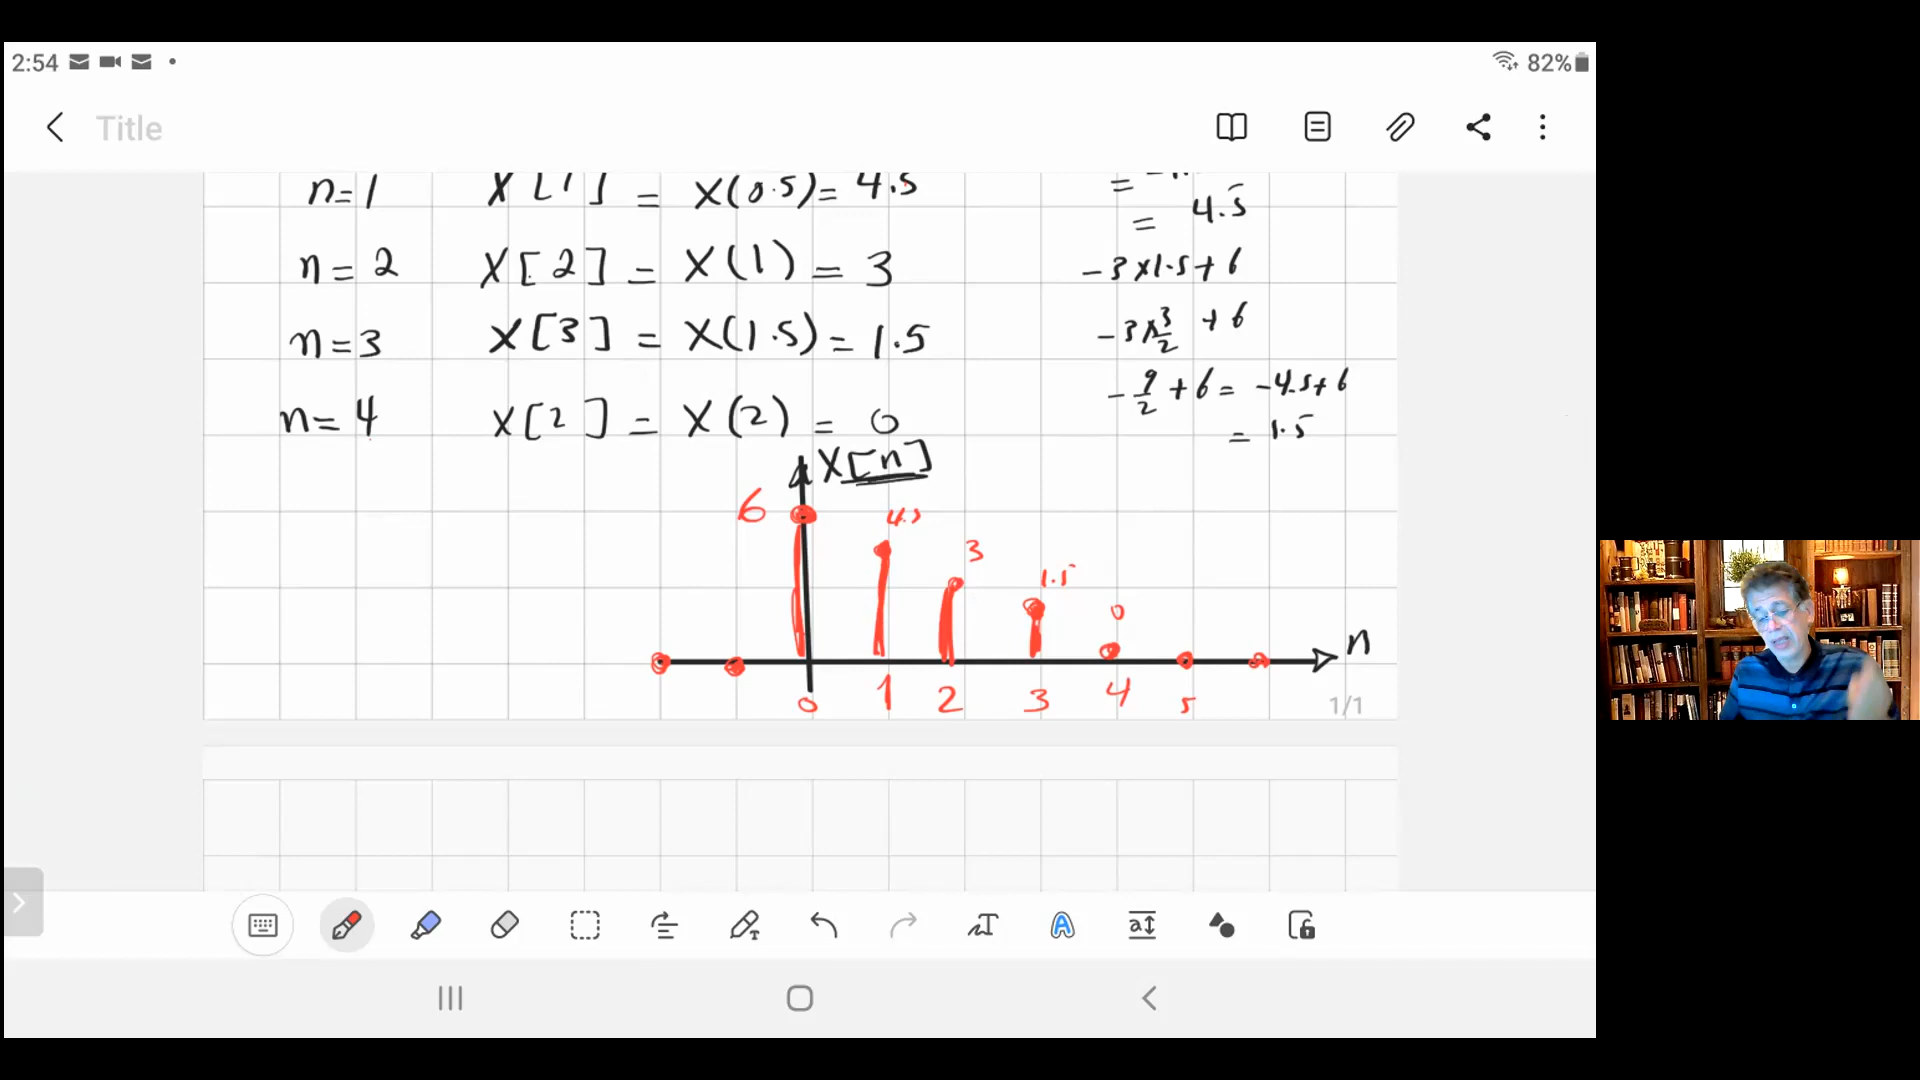 2:54 82%
Title
n=1 X[1] = X(0.5)= 4.5
= 4.5
n=2 X[2] = X(1) = 3
-3x1.5+6
n=3 X[3] = X(1.5) = 1.5
-3x3/2 +6
-9/2+6= -4.5+6
n=4 X[2] = X(2) = 0
= 1.5
X[n]
6 4.5 3 1.5 0
n
0 1 2 3 4 5
1/1